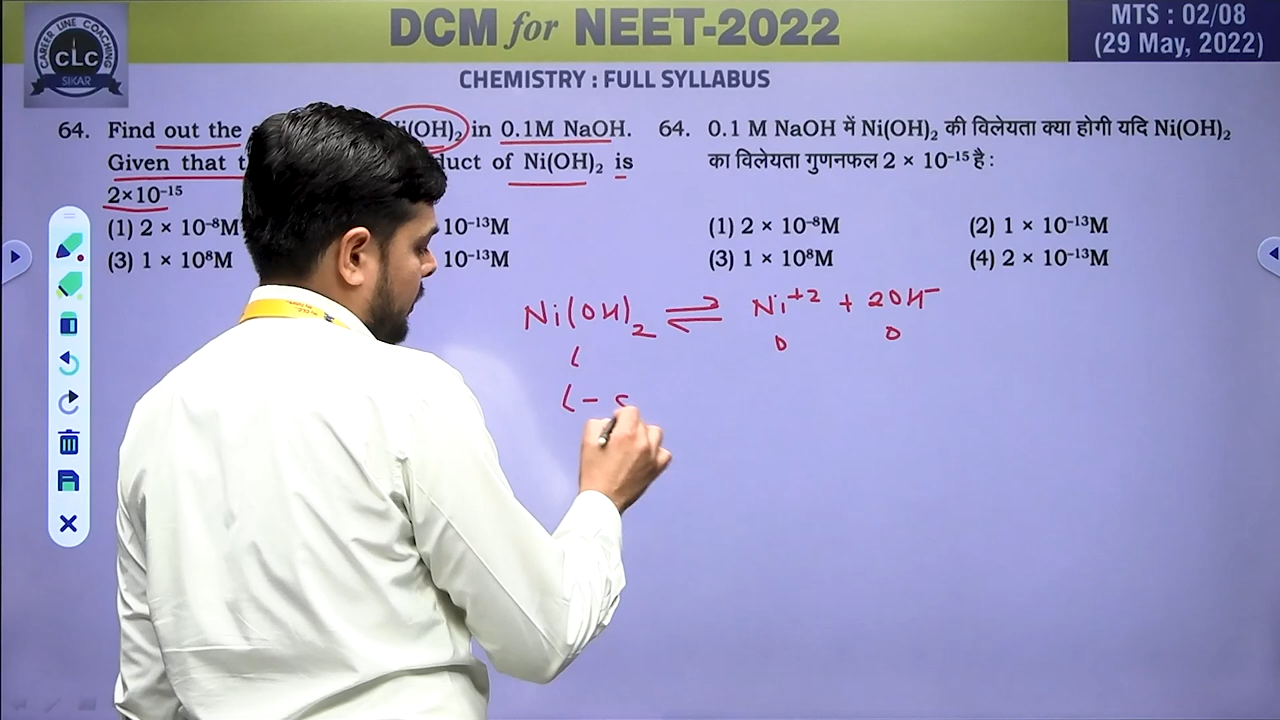 DCM for NEET-2022
MTS : 02/08
(29 May, 2022)
CAREER LINE COACHING
CLC
SIKAR
CHEMISTRY : FULL SYLLABUS
64. Find out the Ni(OH)₂ in 0.1M NaOH.
Given that of Ni(OH)₂ is
2×10⁻¹⁵
(1) 2 × 10⁻⁸M 10⁻¹³M
(3) 1 × 10⁸M 10⁻¹³M
64. 0.1 M NaOH में Ni(OH)₂ की विलेयता क्या होगी यदि Ni(OH)₂
का विलेयता गुणनफल 2 × 10⁻¹⁵ है :
(1) 2 × 10⁻⁸M (2) 1 × 10⁻¹³M
(3) 1 × 10⁸M (4) 2 × 10⁻¹³M
Ni(OH)₂ ⇌ Ni⁺² + 2OH⁻
0 0